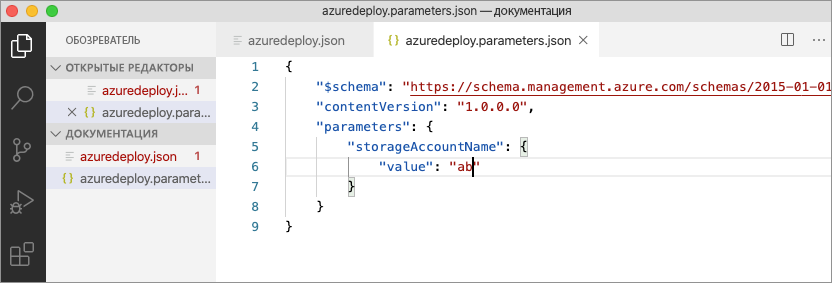 azuredeploy.parameters.json — документация
ОБОЗРЕВАТЕЛЬ
ОТКРЫТЫЕ РЕДАКТОРЫ
azuredeploy.j... 1
{} azuredeploy.para...
ДОКУМЕНТАЦИЯ
azuredeploy.json 1
{} azuredeploy.paramet...
azuredeploy.json
{} azuredeploy.parameters.json
1 {
2 "$schema": "https://schema.management.azure.com/schemas/2015-01-01
3 "contentVersion": "1.0.0.0",
4 "parameters": {
5 "storageAccountName": {
6 "value": "ab"
7 }
8 }
9 }